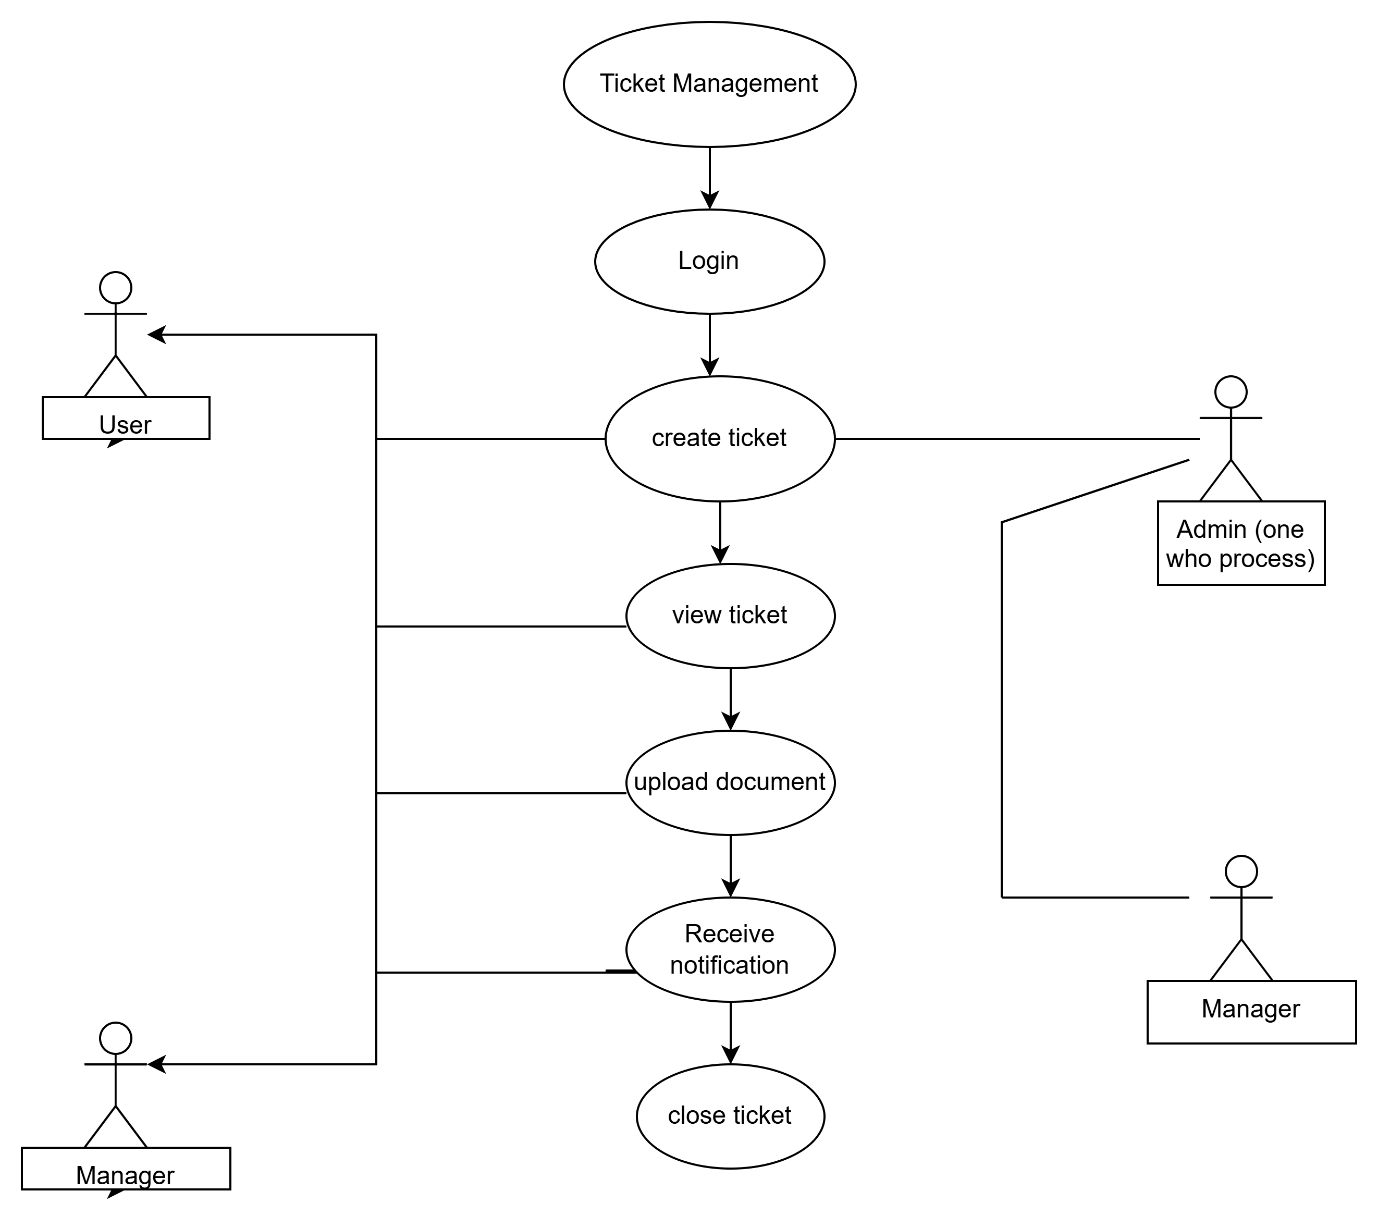 Ticket Management
Login
User
create ticket
Admin (one
who process)
view ticket
upload document
Receive
notification
Manager
close ticket
Manager